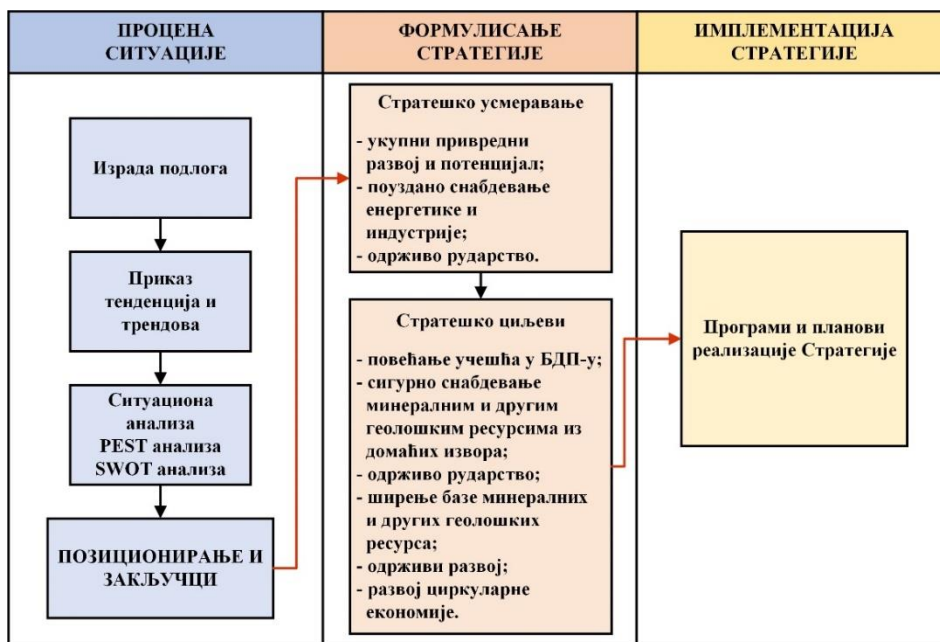 ПРОЦЕНА
СИТУАЦИЈЕ
ФОРМУЛИСАЊЕ
СТРАТЕГИЈЕ
ИМПЛЕМЕНТАЦИЈА
СТРАТЕГИЈЕ
Израда подлога
Приказ
тенденција и
трендова
Ситуациона
анализа
PEST анализа
SWOT анализа
ПОЗИЦИОНИРАЊЕ И
ЗАКЉУЧЦИ
Стратешко усмеравање
- укупни привредни
развој и потенцијал;
- поуздано снабдевање
енергетике и
индустрије;
- одрживо рударство.
Стратешко циљеви
- повећање учешћа у БДП-у;
- сигурно снабдевање
минералним и другим
геолошким ресурсима из
домаћих извора;
- одрживо рударство;
- ширење базе минералних
и других геолошких
ресурса;
- одрживи развој;
- развој циркуларне
економије.
Програми и планови
реализације Стратегије